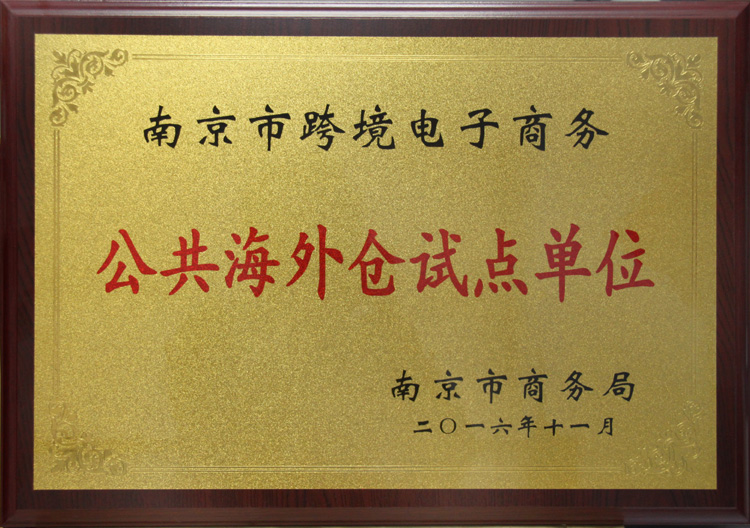 南京市跨境电子商务
公共海外仓试点单位
南京市商务局
二〇一六年十一月